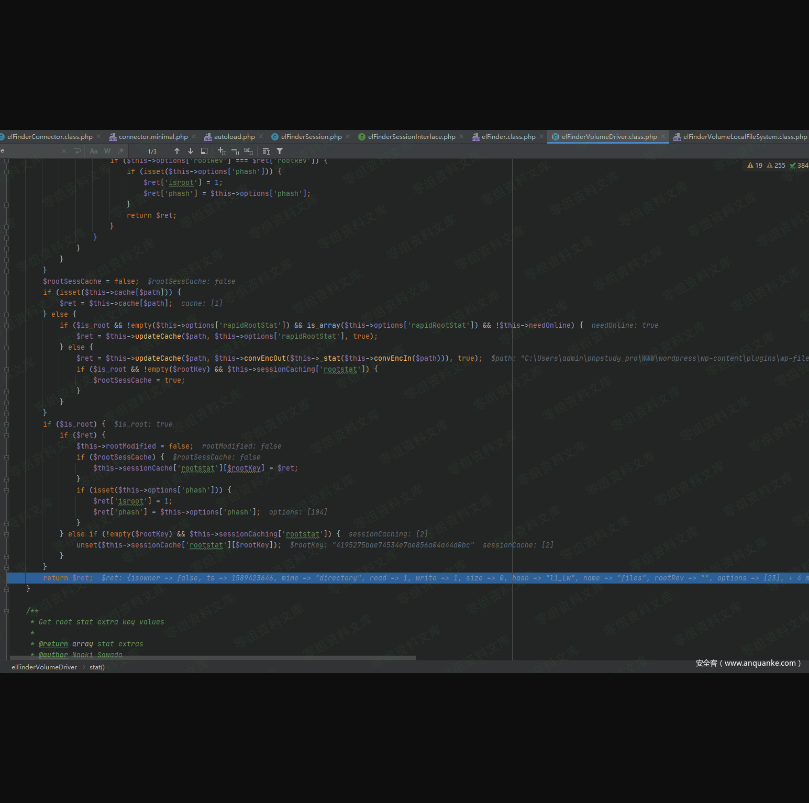 elFinderConnector.class.php × connector.minimal.php × autoload.php × elFinderSession.php × elFinderSessionInterface.php × elFinder.class.php × elFinderVolumeDriver.class.php × elFinderVolumeLocalFileSystem.class.php
e × Aa W .* 1/3
19 255 384
if ($this->options['rootRev'] === $ret['rootRev']) {
if (isset($this->options['phash'])) {
$ret['isroot'] = 1;
$ret['phash'] = $this->options['phash'];
}
return $ret;
}
}
}
}
}
$rootSessCache = false; $rootSessCache: false
if (isset($this->cache[$path])) {
$ret = $this->cache[$path]; cache: [1]
} else {
if ($is_root && !empty($this->options['rapidRootStat']) && is_array($this->options['rapidRootStat']) && !$this->needOnline) { needOnline: true
$ret = $this->updateCache($path, $this->options['rapidRootStat'], true);
} else {
$ret = $this->updateCache($path, $this->convEncOut($this->_stat($this->convEncIn($path))), true); $path: "C:\Users\admin\phpstudy_pro\WWW\wordpress\wp-content\plugins\wp-file
if ($is_root && !empty($rootKey) && $this->sessionCaching['rootstat']) {
$rootSessCache = true;
}
}
}
if ($is_root) { $is_root: true
if ($ret) {
$this->rootModified = false; rootModified: false
if ($rootSessCache) { $rootSessCache: false
$this->sessionCache['rootstat'][$rootKey] = $ret;
}
if (isset($this->options['phash'])) {
$ret['isroot'] = 1;
$ret['phash'] = $this->options['phash']; options: [104]
}
} else if (!empty($rootKey) && $this->sessionCaching['rootstat']) { sessionCaching: [2]
unset($this->sessionCache['rootstat'][$rootKey]); sessionCache: [2]
}
}
return $ret; $ret: {isowner => false, ts => 1589423646, mime => "directory", read => 1, write => 1, size => 0, hash => "l1_Lw", name => "files", rootRev => "", options => [23], + 4 m
}
/**
* Get root stat extra key values
*
* @return array stat extras
* @author Naoki Sawada
elFinderVolumeDriver › stat()
安全客 ( www.anquanke.com )